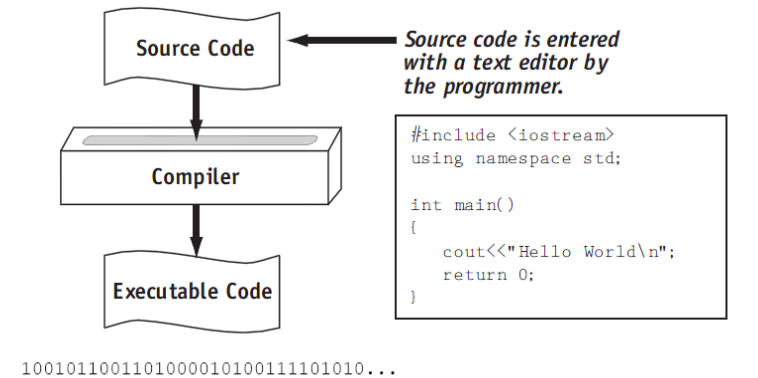 Source Code
Source code is entered
with a text editor by
the programmer.
Compiler
Executable Code
#include <iostream>
using namespace std;
int main()
{
cout<<"Hello World\n";
return 0;
}
1001011001101000010100111101010...